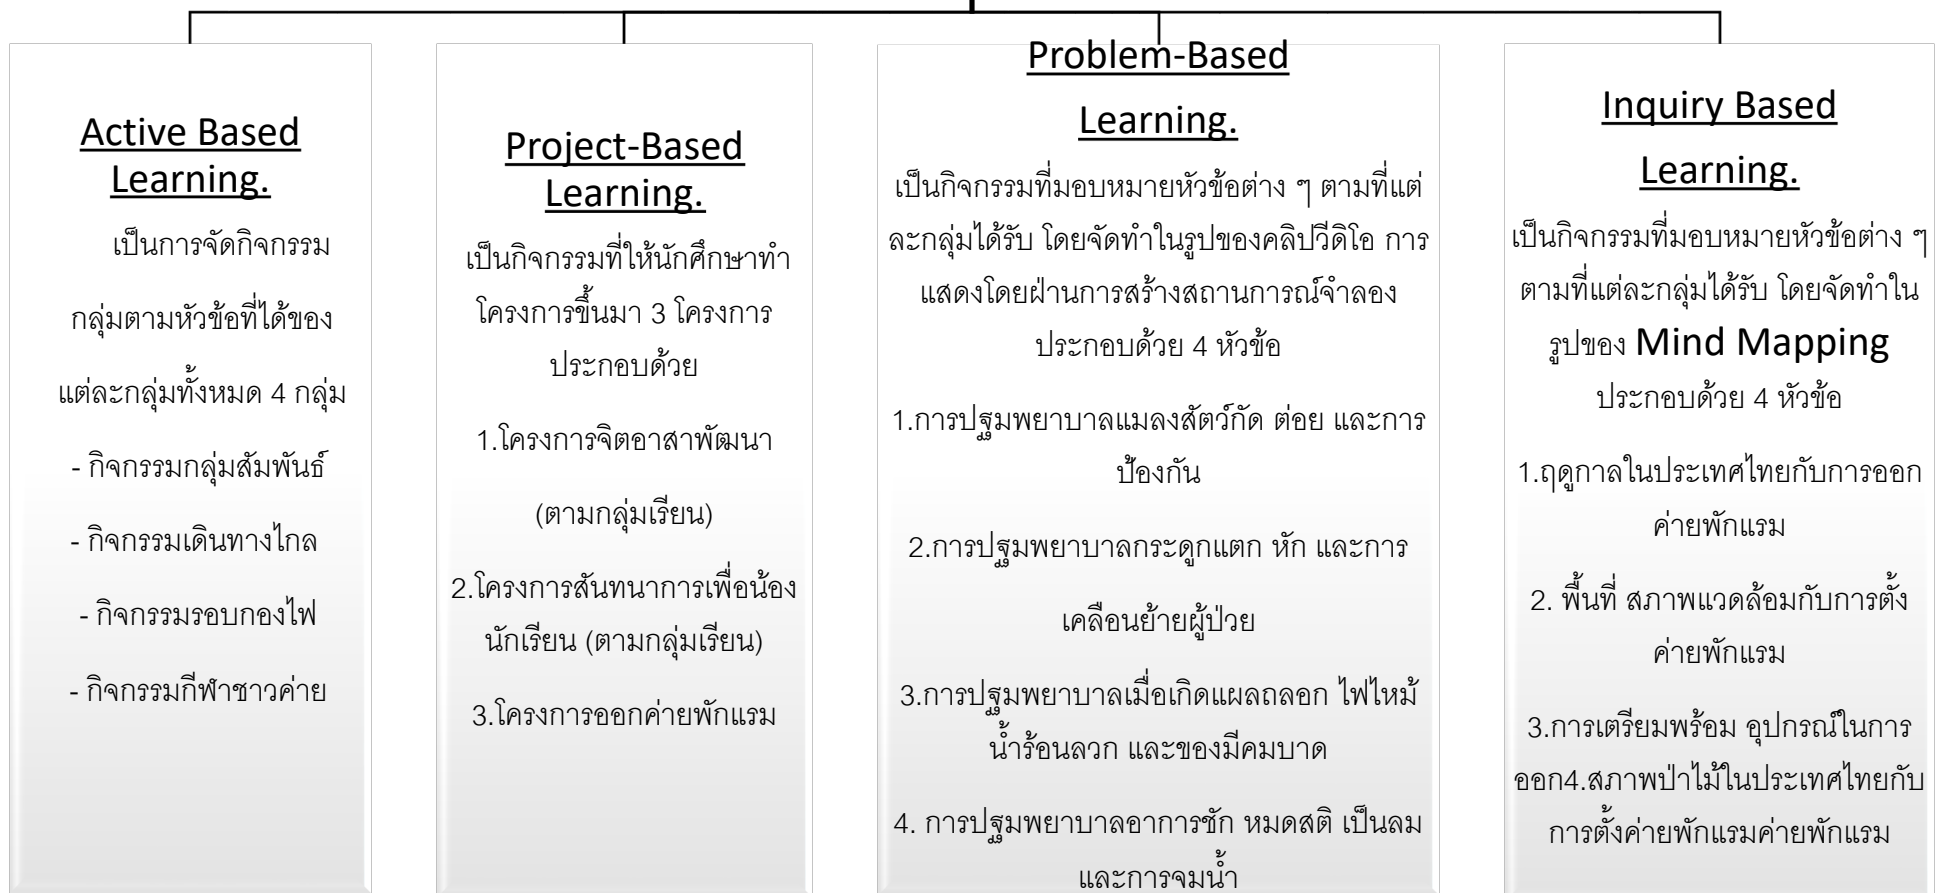 Active Based
Learning.
เป็นการจัดกิจกรรม
กลุ่มตามหัวข้อที่ได้ของ
แต่ละกลุ่มทั้งหมด 4 กลุ่ม
- กิจกรรมกลุ่มสัมพันธ์
- กิจกรรมเดินทางไกล
- กิจกรรมรอบกองไฟ
- กิจกรรมกีฬาชาวค่าย
Project-Based
Learning.
เป็นกิจกรรมที่ให้นักศึกษาทำ
โครงการขึ้นมา 3 โครงการ
ประกอบด้วย
1.โครงการจิตอาสาพัฒนา
(ตามกลุ่มเรียน)
2.โครงการสันทนาการเพื่อน้อง
นักเรียน (ตามกลุ่มเรียน)
3.โครงการออกค่ายพักแรม
Problem-Based
Learning.
เป็นกิจกรรมที่มอบหมายหัวข้อต่าง ๆ ตามที่แต่
ละกลุ่มได้รับ โดยจัดทำในรูปของคลิปวีดิโอ การ
แสดงโดยผ่านการสร้างสถานการณ์จำลอง
ประกอบด้วย 4 หัวข้อ
1.การปฐมพยาบาลแมลงสัตว์กัด ต่อย และการ
ป้องกัน
2.การปฐมพยาบาลกระดูกแตก หัก และการ
เคลื่อนย้ายผู้ป่วย
3.การปฐมพยาบาลเมื่อเกิดแผลถลอก ไฟไหม้
น้ำร้อนลวก และของมีคมบาด
4. การปฐมพยาบาลอาการชัก หมดสติ เป็นลม
และการจมน้ำ
Inquiry Based
Learning.
เป็นกิจกรรมที่มอบหมายหัวข้อต่าง ๆ
ตามที่แต่ละกลุ่มได้รับ โดยจัดทำใน
รูปของ Mind Mapping
ประกอบด้วย 4 หัวข้อ
1.ฤดูกาลในประเทศไทยกับการออก
ค่ายพักแรม
2. พื้นที่ สภาพแวดล้อมกับการตั้ง
ค่ายพักแรม
3.การเตรียมพร้อม อุปกรณ์ในการ
ออก4.สภาพป่าไม้ในประเทศไทยกับ
การตั้งค่ายพักแรมค่ายพักแรม